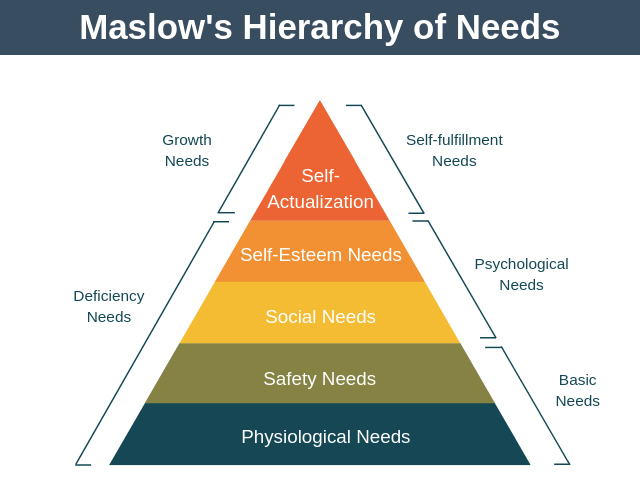 Maslow's Hierarchy of Needs
Growth
Needs
Self-fulfillment
Needs
Self-
Actualization
Self-Esteem Needs
Psychological
Needs
Deficiency
Needs
Social Needs
Safety Needs
Basic
Needs
Physiological Needs